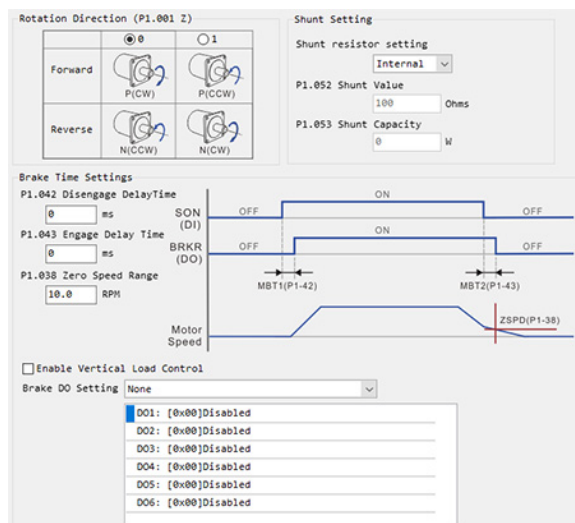 Rotation Direction (P1.001 Z)
0
1
Forward
P(CW)
P(CCW)
Reverse
N(CCW)
N(CW)
Shunt Setting
Shunt resistor setting
Internal
P1.052 Shunt Value
100 Ohms
P1.053 Shunt Capacity
0 W
Brake Time Settings
P1.042 Disengage DelayTime
0 ms
P1.043 Engage Delay Time
0 ms
P1.038 Zero Speed Range
10.0 RPM
SON
(DI)
OFF
ON
OFF
BRKR
(DO)
OFF
ON
OFF
MBT1(P1-42)
MBT2(P1-43)
Motor
Speed
ZSPD(P1-38)
Enable Vertical Load Control
Brake DO Setting None
DO1: [0x00]Disabled
DO2: [0x00]Disabled
DO3: [0x00]Disabled
DO4: [0x00]Disabled
DO5: [0x00]Disabled
DO6: [0x00]Disabled